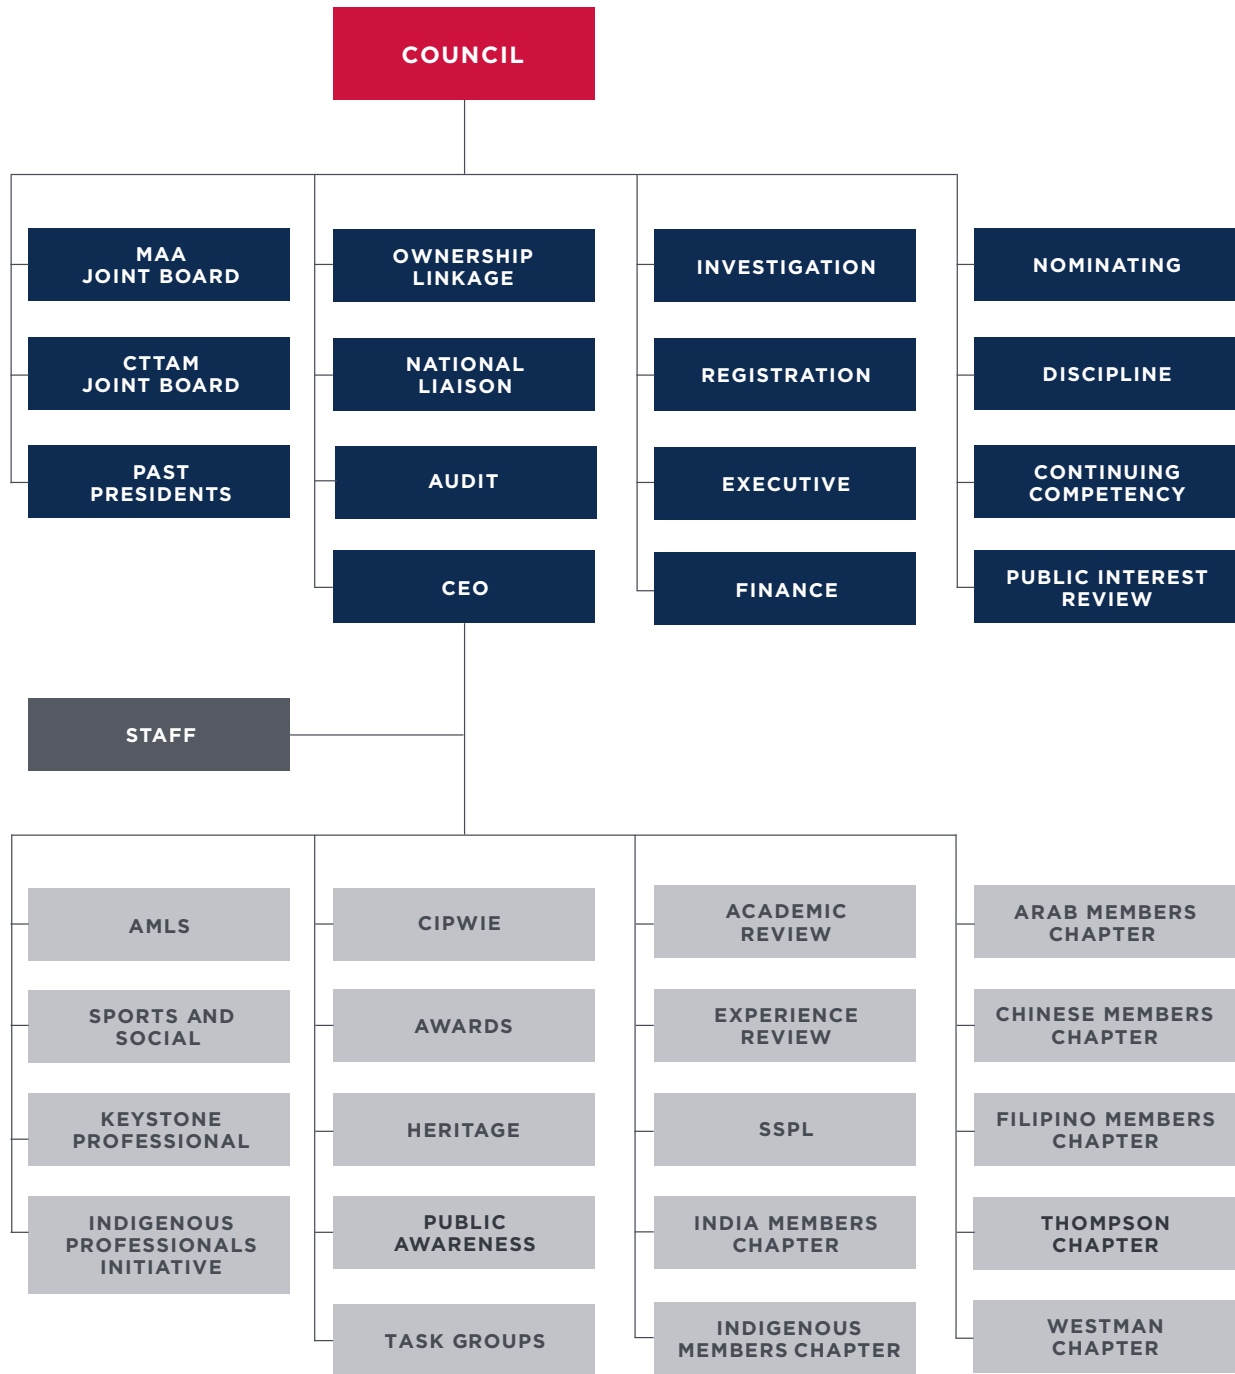 COUNCIL
MAA
JOINT BOARD
OWNERSHIP
LINKAGE
INVESTIGATION
NOMINATING
CTTAM
JOINT BOARD
NATIONAL
LIAISON
REGISTRATION
DISCIPLINE
PAST
PRESIDENTS
AUDIT
EXECUTIVE
CONTINUING
COMPETENCY
CEO
FINANCE
PUBLIC INTEREST
REVIEW
STAFF
AMLS
CIPWIE
ACADEMIC
REVIEW
ARAB MEMBERS
CHAPTER
SPORTS AND
SOCIAL
AWARDS
EXPERIENCE
REVIEW
CHINESE MEMBERS
CHAPTER
KEYSTONE
PROFESSIONAL
HERITAGE
SSPL
FILIPINO MEMBERS
CHAPTER
INDIGENOUS
PROFESSIONALS
INITIATIVE
PUBLIC
AWARENESS
INDIA MEMBERS
CHAPTER
THOMPSON
CHAPTER
TASK GROUPS
INDIGENOUS
MEMBERS CHAPTER
WESTMAN
CHAPTER